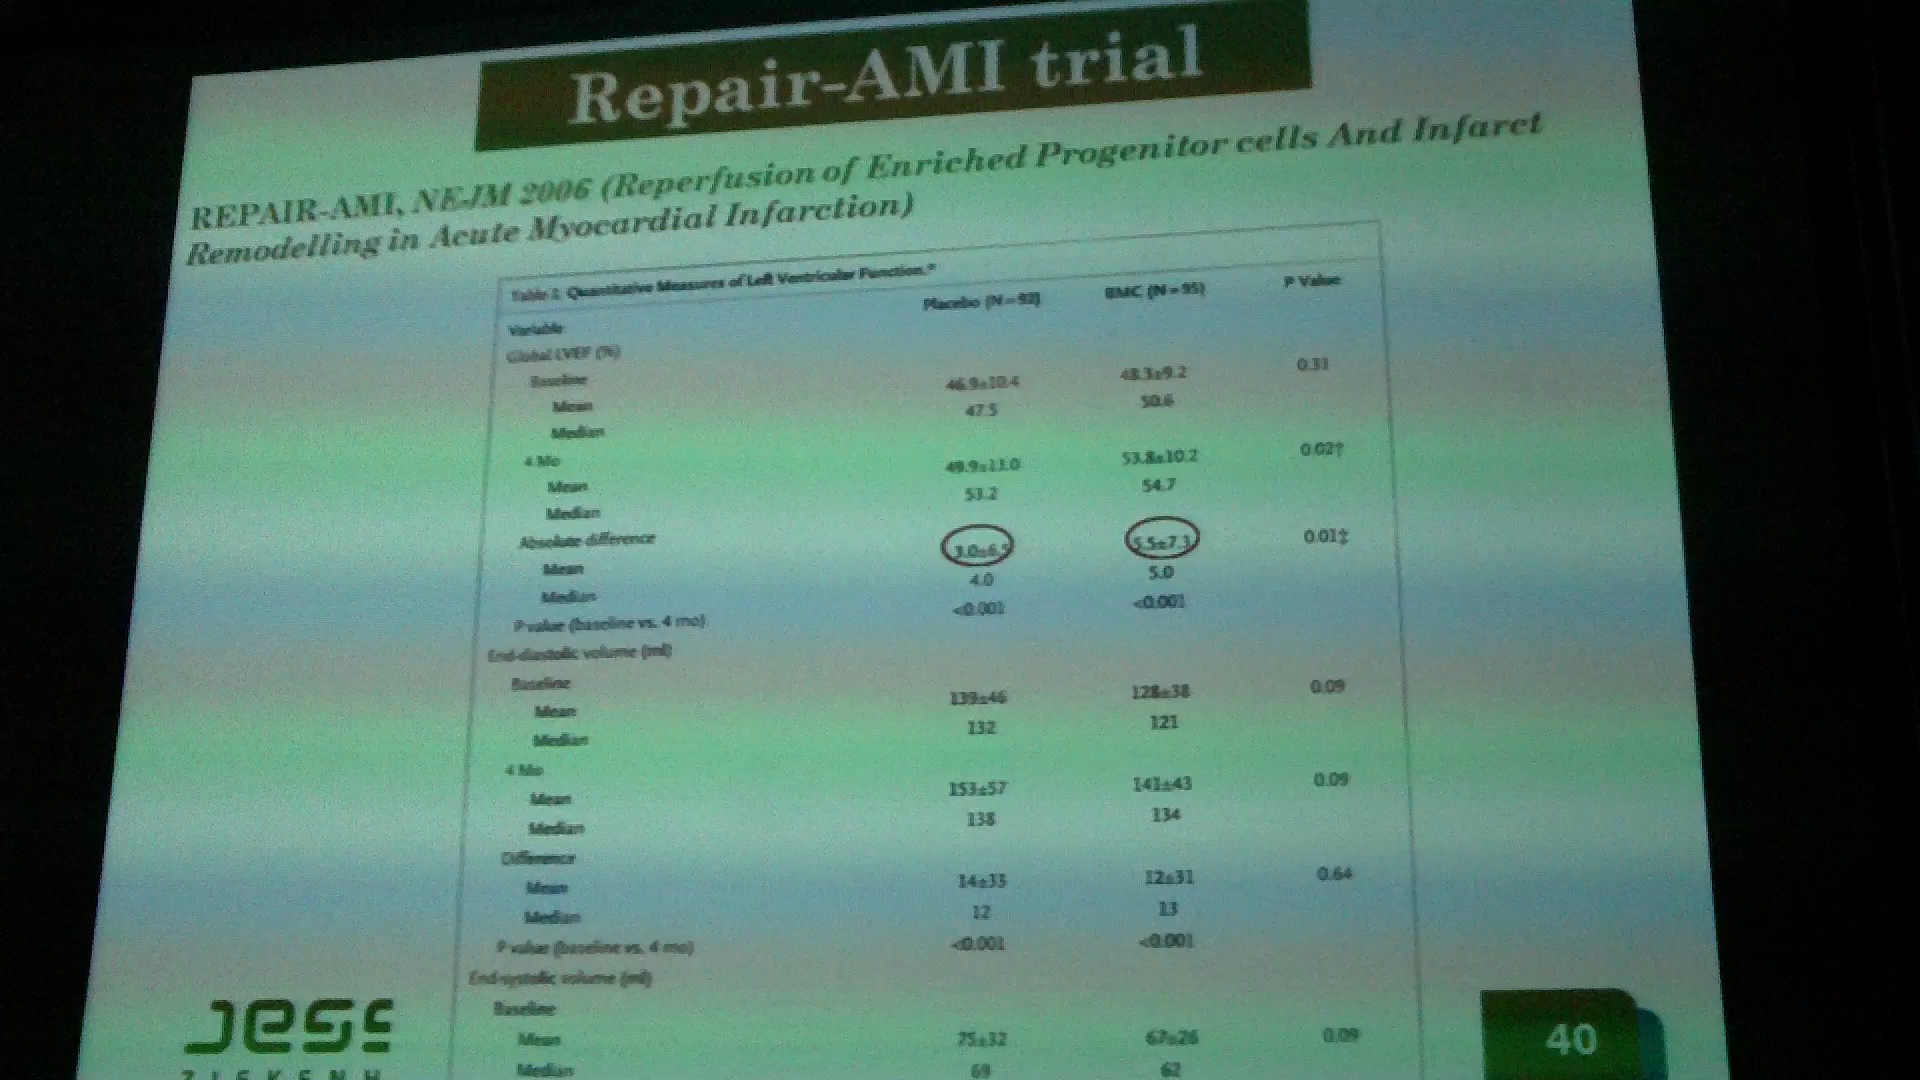 Repair-AMI trial
REPAIR-AMI, NEJM 2006 (Reperfusion of Enriched Progenitor cells And Infarct
Remodelling in Acute Myocardial Infarction)
Table 2. Quantitative Measures of Left Ventricular Function.*
Variable Placebo (N=92) BMC (N=95) P Value
Global LVEF (%)
Baseline
Mean 46.9±10.4 48.3±9.2 0.31
Median 47.5 50.6
4 Mo
Mean 49.9±13.0 53.8±10.2 0.02†
Median 53.2 54.7
Absolute difference
Mean 3.0±6.5 5.5±7.3 0.01‡
Median 4.0 5.0
P value (baseline vs. 4 mo) <0.001 <0.001
End-diastolic volume (ml)
Baseline
Mean 139±46 128±38 0.09
Median 132 121
4 Mo
Mean 153±57 141±43 0.09
Median 138 134
Difference
Mean 14±33 12±31 0.64
Median 12 13
P value (baseline vs. 4 mo) <0.001 <0.001
End-systolic volume (ml)
Baseline
Mean 75±32 67±26 0.09
Median 69 62
Jess
40